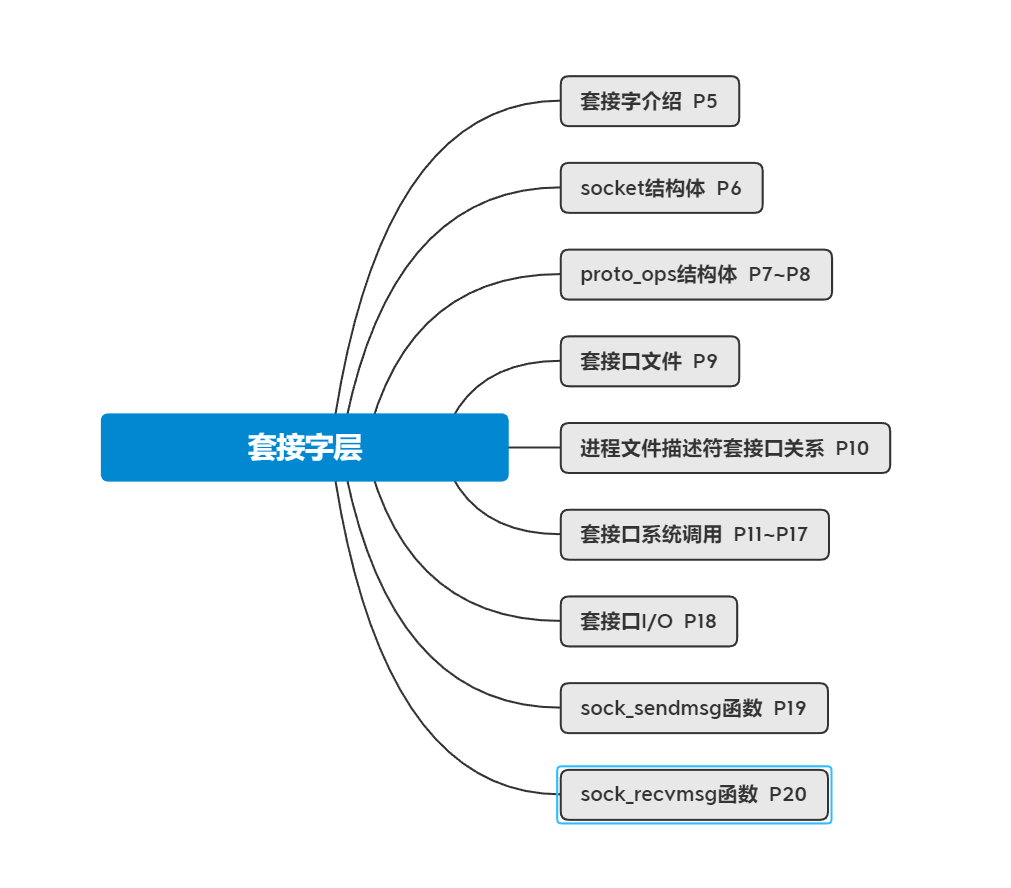 套接字介绍 P5
socket结构体 P6
proto_ops结构体 P7~P8
套接口文件 P9
套接字层
进程文件描述符套接口关系 P10
套接口系统调用 P11~P17
套接口I/O P18
sock_sendmsg函数 P19
sock_recvmsg函数 P20